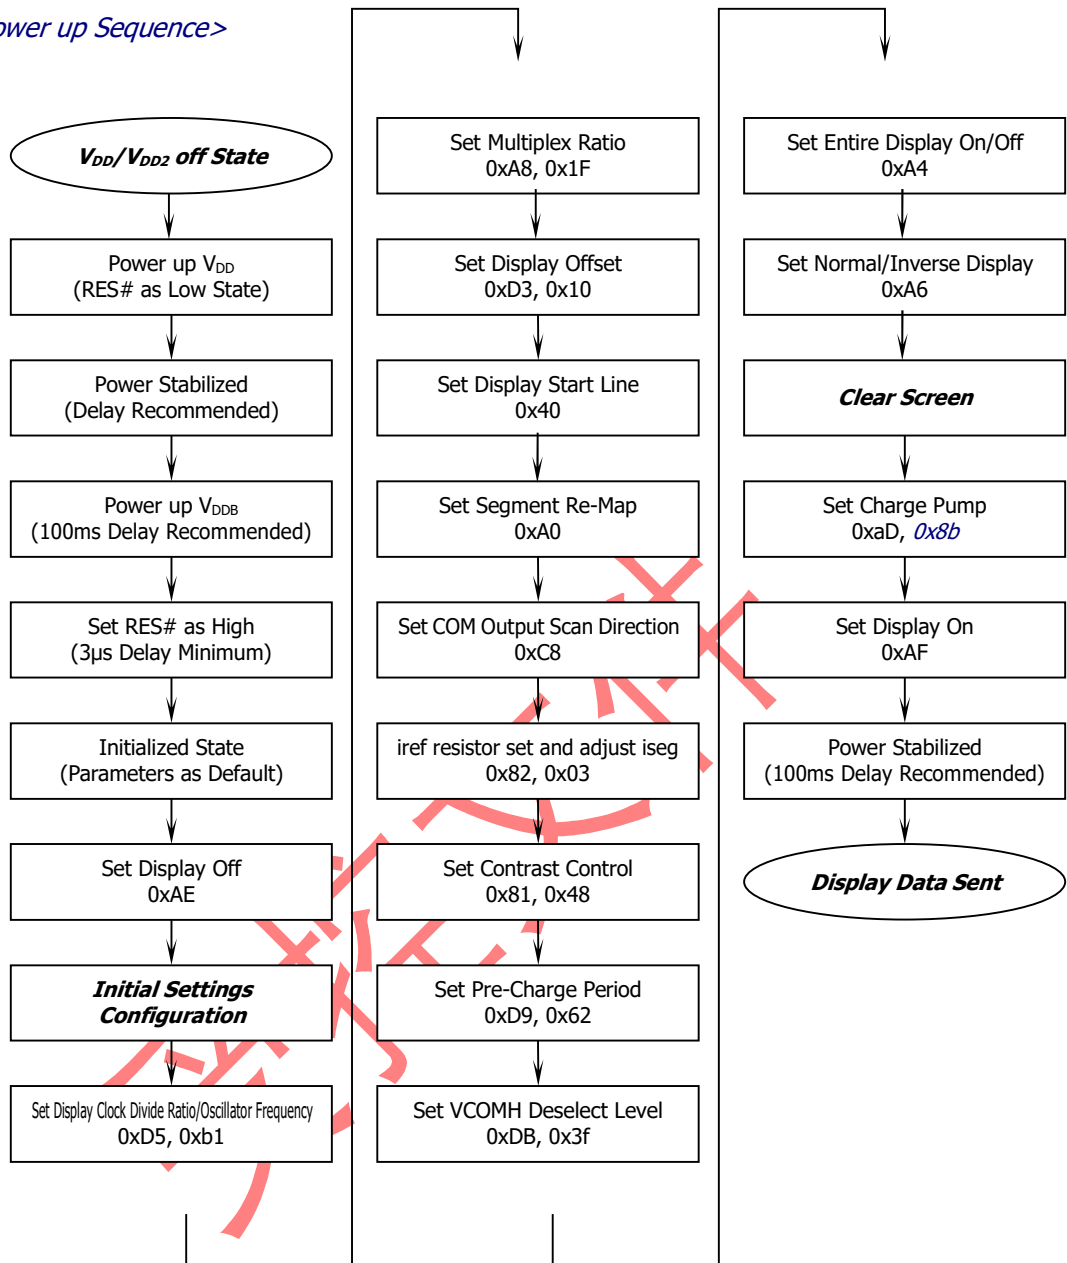 ower up Sequence>
V_DD/V_DD2 off State
Power up V_DD
(RES# as Low State)
Power Stabilized
(Delay Recommended)
Power up V_DDB
(100ms Delay Recommended)
Set RES# as High
(3μs Delay Minimum)
Initialized State
(Parameters as Default)
Set Display Off
0xAE
Initial Settings
Configuration
Set Display Clock Divide Ratio/Oscillator Frequency
0xD5, 0xb1
Set Multiplex Ratio
0xA8, 0x1F
Set Display Offset
0xD3, 0x10
Set Display Start Line
0x40
Set Segment Re-Map
0xA0
Set COM Output Scan Direction
0xC8
iref resistor set and adjust iseg
0x82, 0x03
Set Contrast Control
0x81, 0x48
Set Pre-Charge Period
0xD9, 0x62
Set VCOMH Deselect Level
0xDB, 0x3f
Set Entire Display On/Off
0xA4
Set Normal/Inverse Display
0xA6
Clear Screen
Set Charge Pump
0xaD, 0x8b
Set Display On
0xAF
Power Stabilized
(100ms Delay Recommended)
Display Data Sent